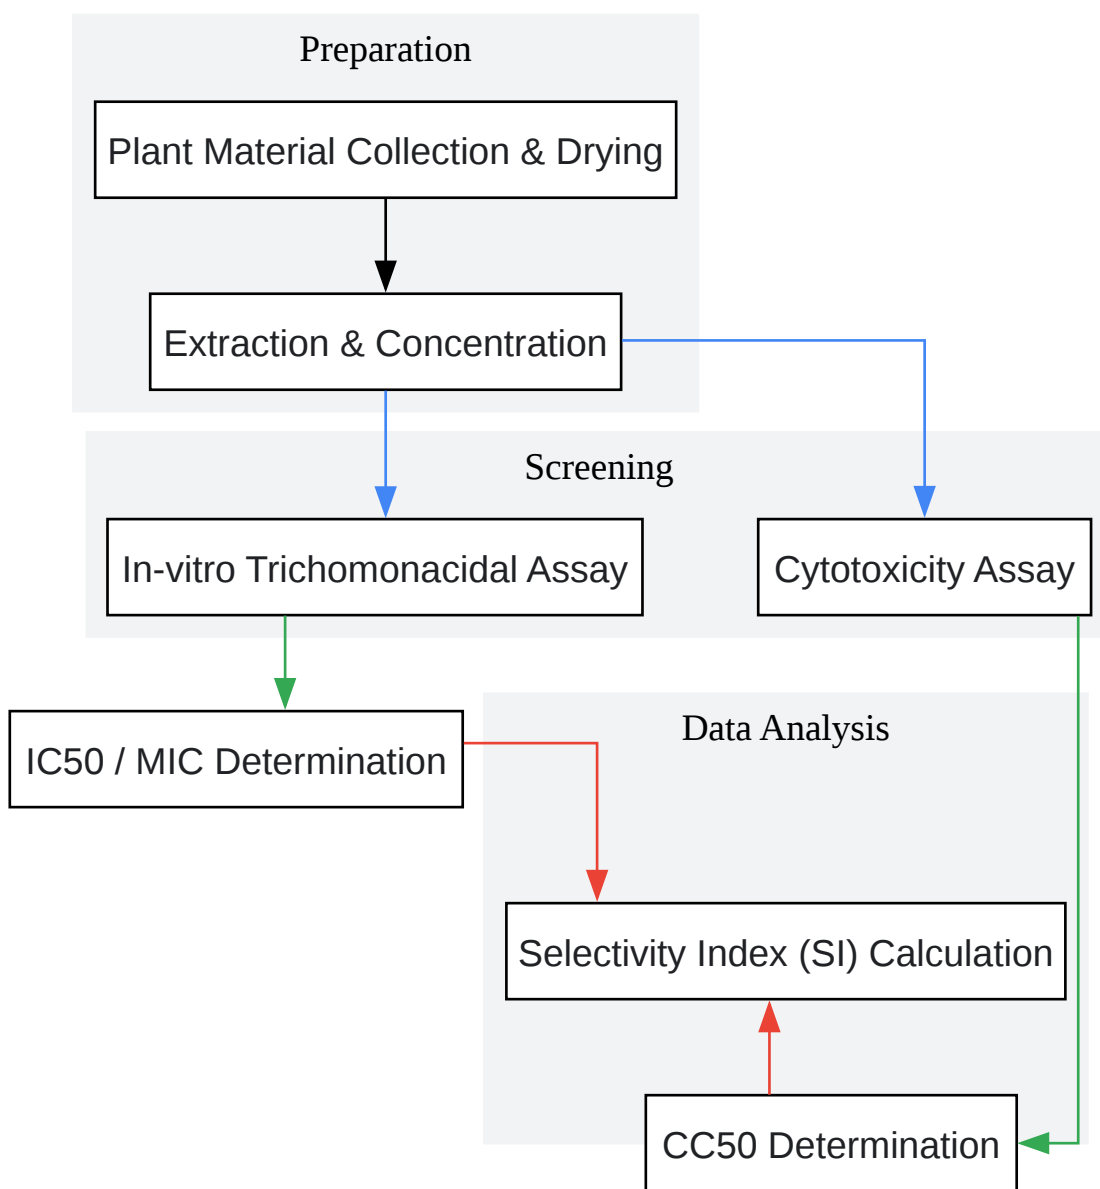 Preparation
Plant Material Collection & Drying
Extraction & Concentration
Screening
In-vitro Trichomonacidal Assay
Cytotoxicity Assay
IC50 / MIC Determination
Data Analysis
Selectivity Index (SI) Calculation
CC50 Determination